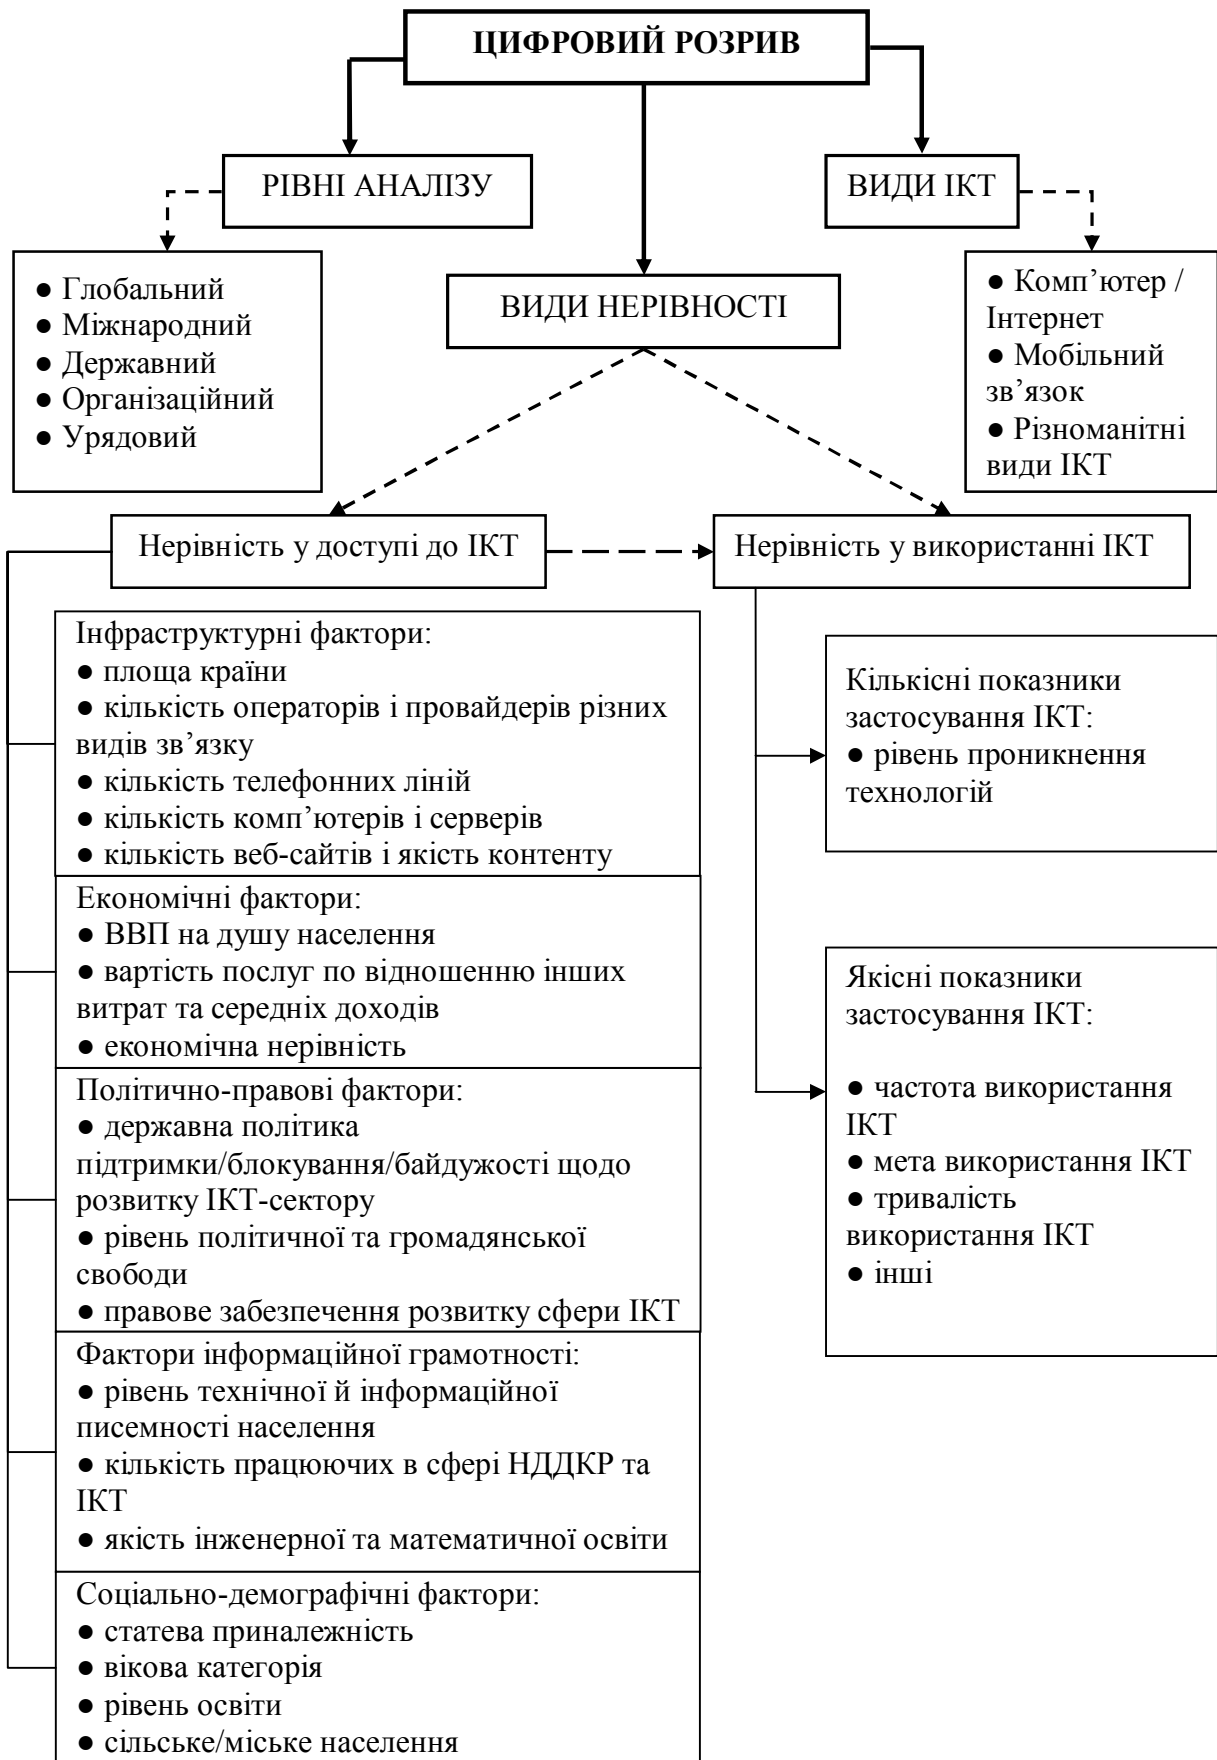 ЦИФРОВИЙ РОЗРИВ
РІВНІ АНАЛІЗУ
ВИДИ ІКТ
● Глобальний
● Міжнародний
● Державний
● Організаційний
● Урядовий
ВИДИ НЕРІВНОСТІ
● Комп’ютер /
Інтернет
● Мобільний
зв’язок
● Різноманітні
види ІКТ
Нерівність у доступі до ІКТ
Нерівність у використанні ІКТ
Інфраструктурні фактори:
● площа країни
● кількість операторів і провайдерів різних
видів зв’язку
● кількість телефонних ліній
● кількість комп’ютерів і серверів
● кількість веб-сайтів і якість контенту
Економічні фактори:
● ВВП на душу населення
● вартість послуг по відношенню інших
витрат та середніх доходів
● економічна нерівність
Політично-правові фактори:
● державна політика
підтримки/блокування/байдужості щодо
розвитку ІКТ-сектору
● рівень політичної та громадянської
свободи
● правове забезпечення розвитку сфери ІКТ
Фактори інформаційної грамотності:
● рівень технічної й інформаційної
писемності населення
● кількість працюючих в сфері НДДКР та
ІКТ
● якість інженерної та математичної освіти
Соціально-демографічні фактори:
● статева приналежність
● вікова категорія
● рівень освіти
● сільське/міське населення
Кількісні показники
застосування ІКТ:
● рівень проникнення
технологій
Якісні показники
застосування ІКТ:
● частота використання
ІКТ
● мета використання ІКТ
● тривалість
використання ІКТ
● інші